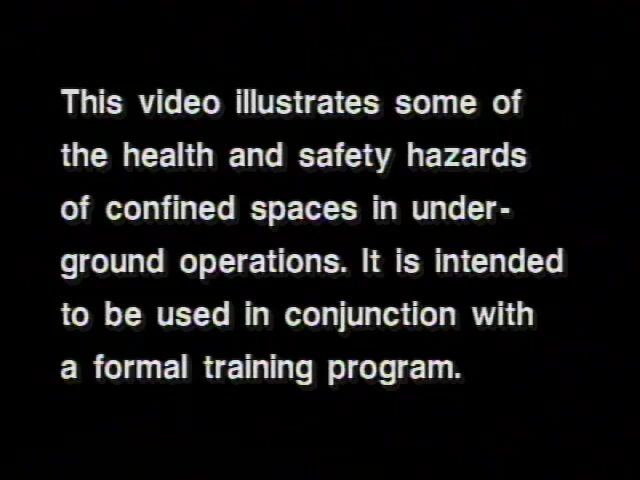 This video illustrates some of
the health and safety hazards
of confined spaces in under-
ground operations. It is intended
to be used in conjunction with
a formal training program.